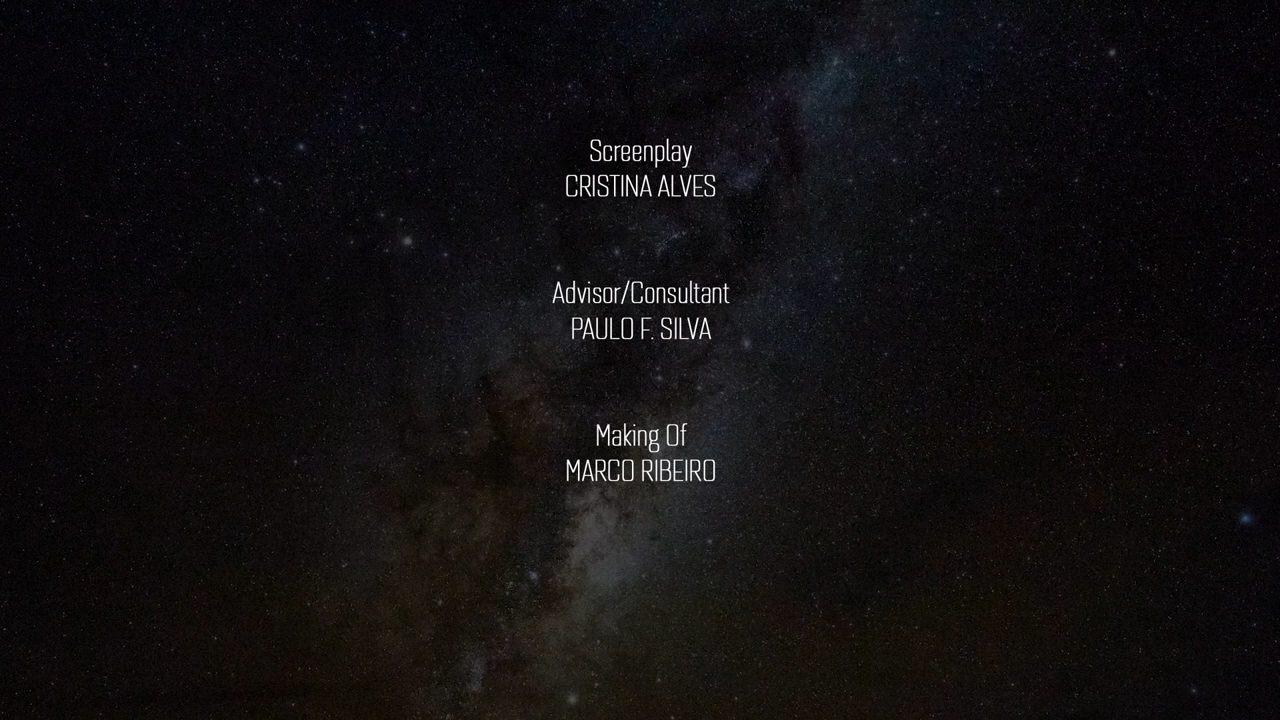 Screenplay
CRISTINA ALVES
Advisor/Consultant
PAULO F. SILVA
Making Of
MARCO RIBEIRO